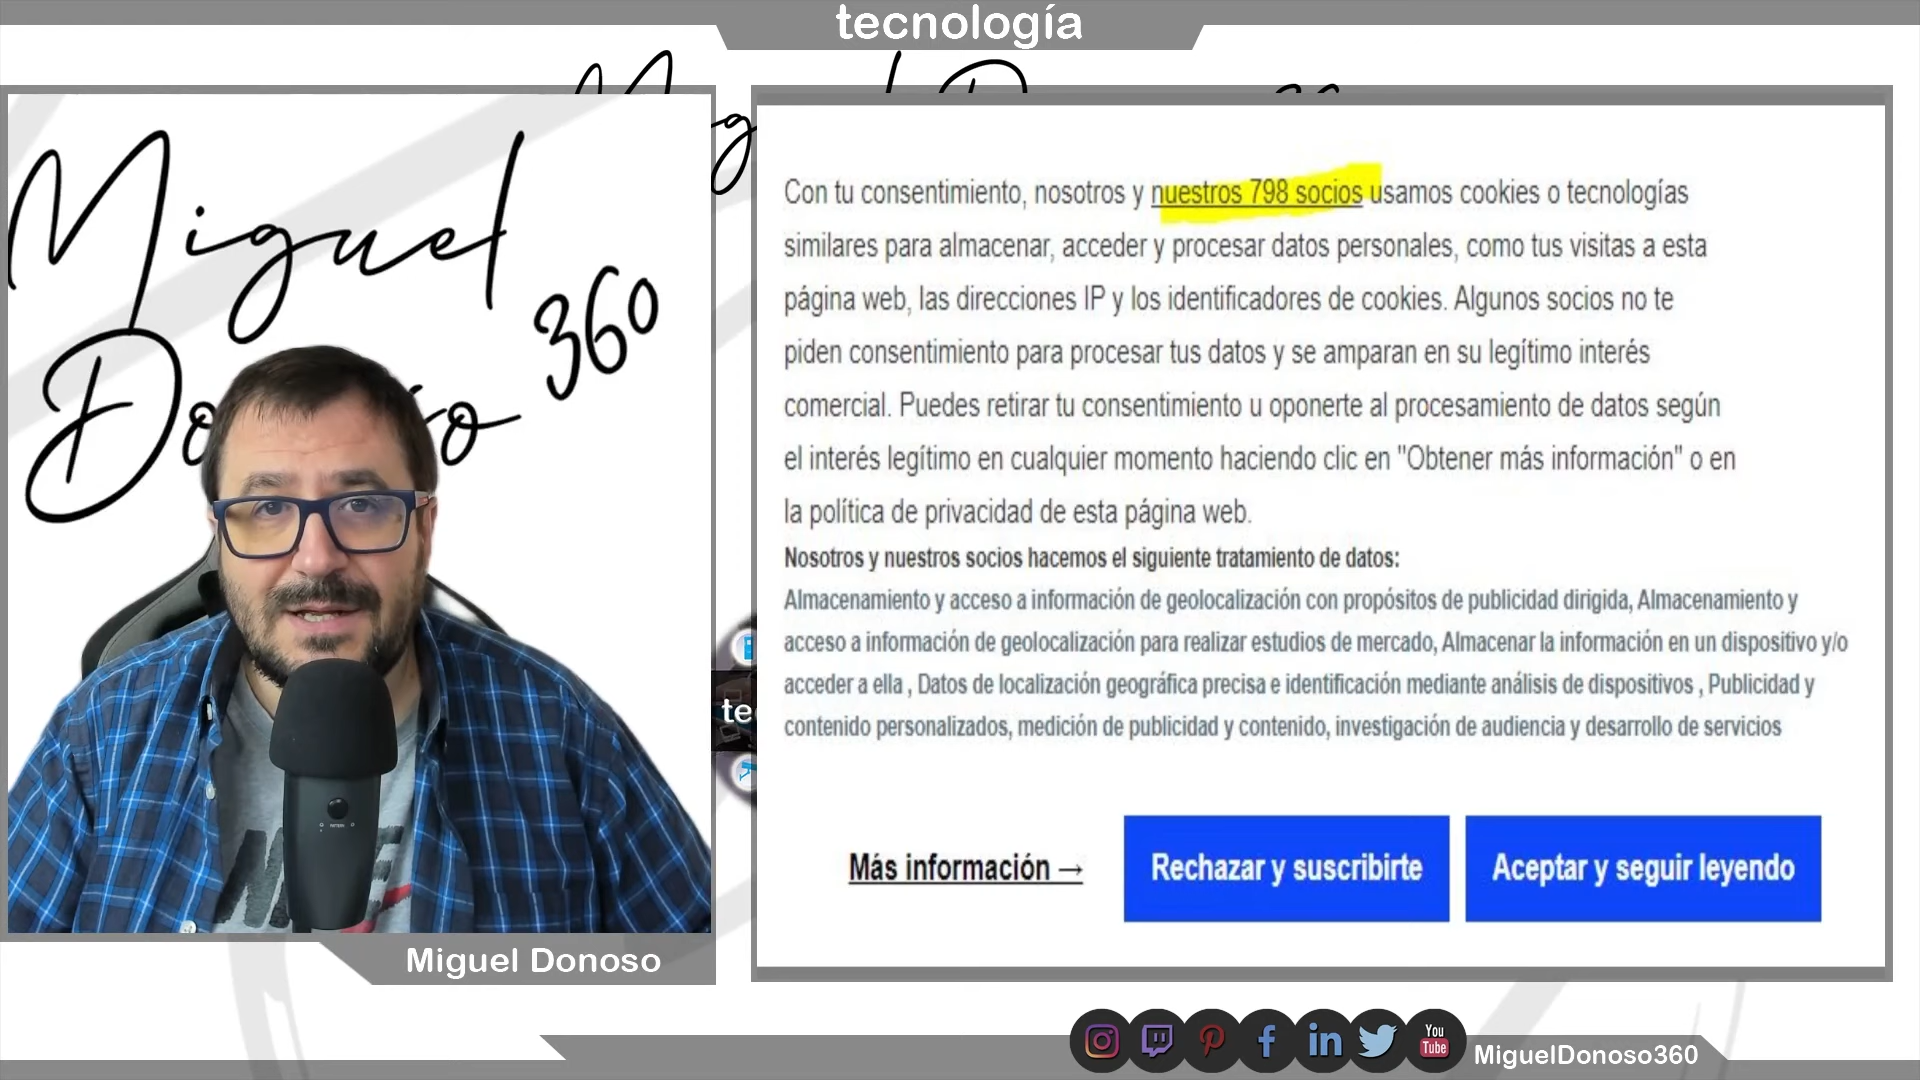 tecnología
Miguel
Donoso 360
Con tu consentimiento, nosotros y nuestros 798 socios usamos cookies o tecnologías
similares para almacenar, acceder y procesar datos personales, como tus visitas a esta
página web, las direcciones IP y los identificadores de cookies. Algunos socios no te
piden consentimiento para procesar tus datos y se amparan en su legítimo interés
comercial. Puedes retirar tu consentimiento u oponerte al procesamiento de datos según
el interés legítimo en cualquier momento haciendo clic en "Obtener más información" o en
la política de privacidad de esta página web.
Nosotros y nuestros socios hacemos el siguiente tratamiento de datos:
Almacenamiento y acceso a información de geolocalización con propósitos de publicidad dirigida, Almacenamiento y
acceso a información de geolocalización para realizar estudios de mercado, Almacenar la información en un dispositivo y/o
acceder a ella , Datos de localización geográfica precisa e identificación mediante análisis de dispositivos , Publicidad y
contenido personalizados, medición de publicidad y contenido, investigación de audiencia y desarrollo de servicios
Más información →
Rechazar y suscribirte
Aceptar y seguir leyendo
te
Miguel Donoso
You
Tube
MiguelDonoso360